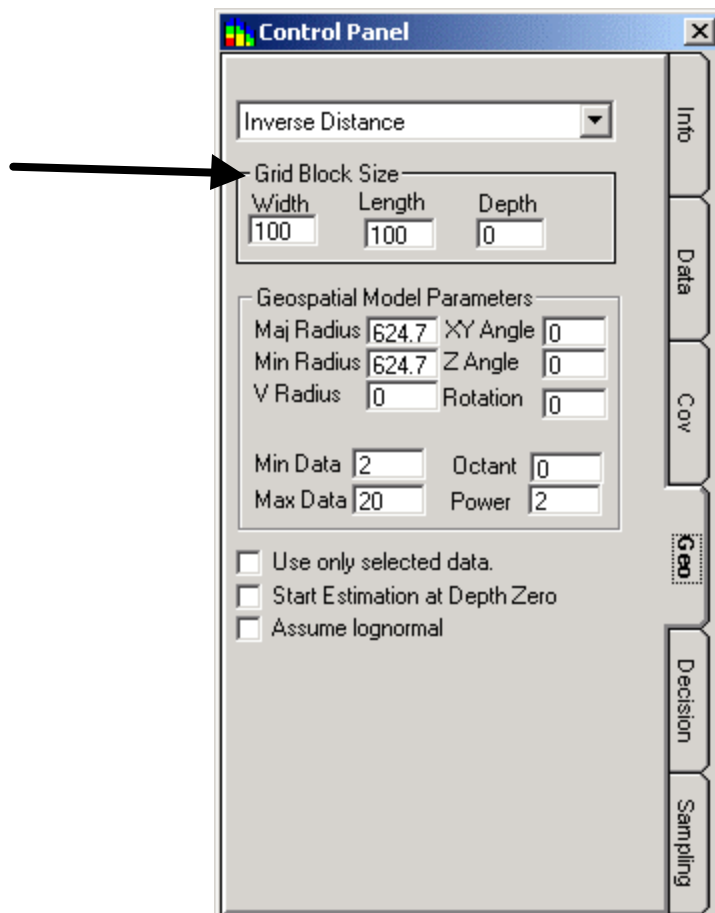 Control Panel
Inverse Distance
Grid Block Size
Width Length Depth
100 100 0
Geospatial Model Parameters
Maj Radius 624.7 XY Angle 0
Min Radius 624.7 Z Angle 0
V Radius 0 Rotation 0
Min Data 2 Octant 0
Max Data 20 Power 2
Use only selected data.
Start Estimation at Depth Zero
Assume lognormal
Info
Data
Cov
Geo
Decision
Sampling